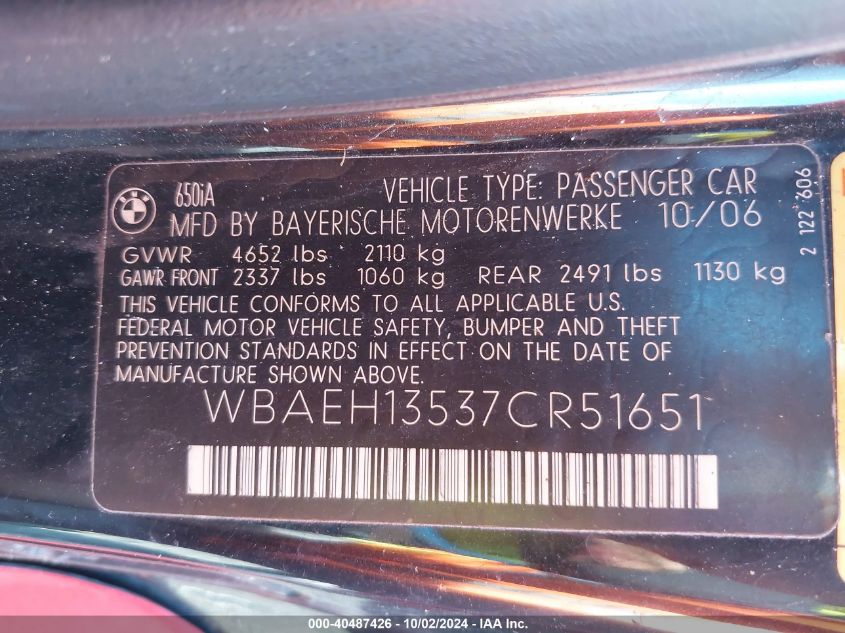 BMW
650iA
VEHICLE TYPE: PASSENGER CAR
MFD BY BAYERISCHE MOTORENWERKE 10/06
GVWR 4652 lbs 2110 kg
GAWR FRONT 2337 lbs 1060 kg REAR 2491 lbs 1130 kg
THIS VEHICLE CONFORMS TO ALL APPLICABLE U.S.
FEDERAL MOTOR VEHICLE SAFETY, BUMPER AND THEFT
PREVENTION STANDARDS IN EFFECT ON THE DATE OF
MANUFACTURE SHOWN ABOVE.
WBAEH13537CR51651
2 122 606
000-40487426 - 10/02/2024 - IAA Inc.